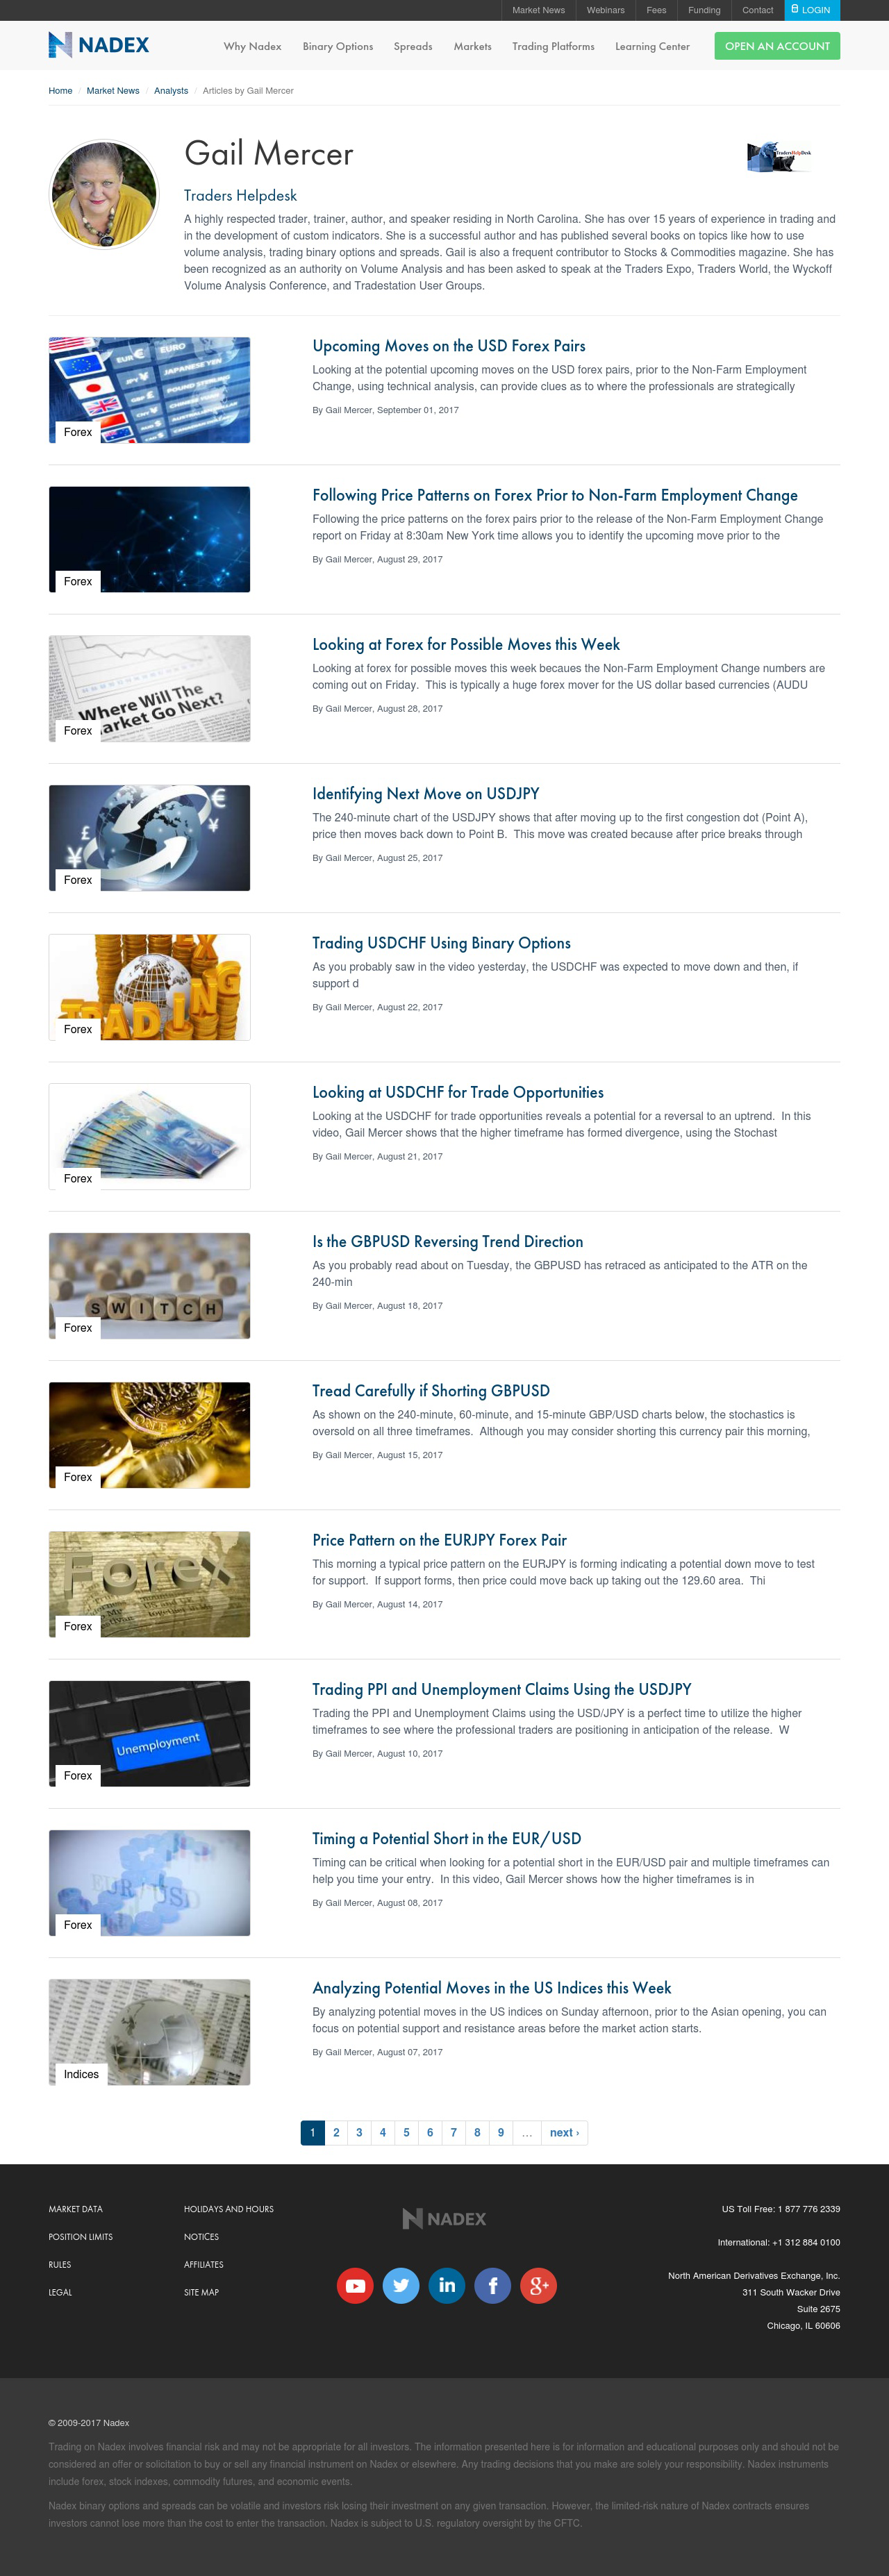 Market News
Webinars
Fees
Funding
Contact
LOGIN
NADEX
Why Nadex
Binary Options
Spreads
Markets
Trading Platforms
Learning Center
OPEN AN ACCOUNT
Home / Market News / Analysts / Articles by Gail Mercer
Gail Mercer
TradersHelpDesk
Traders Helpdesk
A highly respected trader, trainer, author, and speaker residing in North Carolina. She has over 15 years of experience in trading and
in the development of custom indicators. She is a successful author and has published several books on topics like how to use
volume analysis, trading binary options and spreads. Gail is also a frequent contributor to Stocks & Commodities magazine. She has
been recognized as an authority on Volume Analysis and has been asked to speak at the Traders Expo, Traders World, the Wyckoff
Volume Analysis Conference, and Tradestation User Groups.
Forex
Upcoming Moves on the USD Forex Pairs
Looking at the potential upcoming moves on the USD forex pairs, prior to the Non-Farm Employment
Change, using technical analysis, can provide clues as to where the professionals are strategically
By Gail Mercer, September 01, 2017
Forex
Following Price Patterns on Forex Prior to Non-Farm Employment Change
Following the price patterns on the forex pairs prior to the release of the Non-Farm Employment Change
report on Friday at 8:30am New York time allows you to identify the upcoming move prior to the
By Gail Mercer, August 29, 2017
Where Will The
Market Go Next?
Forex
Looking at Forex for Possible Moves this Week
Looking at forex for possible moves this week becaues the Non-Farm Employment Change numbers are
coming out on Friday.  This is typically a huge forex mover for the US dollar based currencies (AUDU
By Gail Mercer, August 28, 2017
Forex
Identifying Next Move on USDJPY
The 240-minute chart of the USDJPY shows that after moving up to the first congestion dot (Point A),
price then moves back down to Point B.  This move was created because after price breaks through
By Gail Mercer, August 25, 2017
TRADING
Forex
Trading USDCHF Using Binary Options
As you probably saw in the video yesterday, the USDCHF was expected to move down and then, if
support d
By Gail Mercer, August 22, 2017
Forex
Looking at USDCHF for Trade Opportunities
Looking at the USDCHF for trade opportunities reveals a potential for a reversal to an uptrend.  In this
video, Gail Mercer shows that the higher timeframe has formed divergence, using the Stochast
By Gail Mercer, August 21, 2017
SWITCH
Forex
Is the GBPUSD Reversing Trend Direction
As you probably read about on Tuesday, the GBPUSD has retraced as anticipated to the ATR on the
240-min
By Gail Mercer, August 18, 2017
Forex
Tread Carefully if Shorting GBPUSD
As shown on the 240-minute, 60-minute, and 15-minute GBP/USD charts below, the stochastics is
oversold on all three timeframes.  Although you may consider shorting this currency pair this morning,
By Gail Mercer, August 15, 2017
Forex
Forex
Price Pattern on the EURJPY Forex Pair
This morning a typical price pattern on the EURJPY is forming indicating a potential down move to test
for support.  If support forms, then price could move back up taking out the 129.60 area.  Thi
By Gail Mercer, August 14, 2017
Unemployment
Forex
Trading PPI and Unemployment Claims Using the USDJPY
Trading the PPI and Unemployment Claims using the USD/JPY is a perfect time to utilize the higher
timeframes to see where the professional traders are positioning in anticipation of the release.  W
By Gail Mercer, August 10, 2017
EUR USD
Forex
Timing a Potential Short in the EUR/USD
Timing can be critical when looking for a potential short in the EUR/USD pair and multiple timeframes can
help you time your entry.  In this video, Gail Mercer shows how the higher timeframes is in
By Gail Mercer, August 08, 2017
Indices
Analyzing Potential Moves in the US Indices this Week
By analyzing potential moves in the US indices on Sunday afternoon, prior to the Asian opening, you can
focus on potential support and resistance areas before the market action starts.
By Gail Mercer, August 07, 2017
1 2 3 4 5 6 7 8 9 … next ›
MARKET DATA
POSITION LIMITS
RULES
LEGAL
HOLIDAYS AND HOURS
NOTICES
AFFILIATES
SITE MAP
NADEX
US Toll Free: 1 877 776 2339
International: +1 312 884 0100
North American Derivatives Exchange, Inc.
311 South Wacker Drive
Suite 2675
Chicago, IL 60606
© 2009-2017 Nadex
Trading on Nadex involves financial risk and may not be appropriate for all investors. The information presented here is for information and educational purposes only and should not be
considered an offer or solicitation to buy or sell any financial instrument on Nadex or elsewhere. Any trading decisions that you make are solely your responsibility. Nadex instruments
include forex, stock indexes, commodity futures, and economic events.
Nadex binary options and spreads can be volatile and investors risk losing their investment on any given transaction. However, the limited-risk nature of Nadex contracts ensures
investors cannot lose more than the cost to enter the transaction. Nadex is subject to U.S. regulatory oversight by the CFTC.